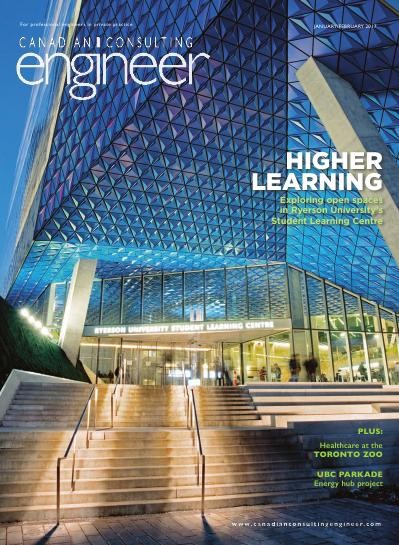 For professional engineers in private practice
JANUARY/FEBRUARY 2017
CANADIAN CONSULTING
engineer
HIGHER
LEARNING
Exploring open spaces
in Ryerson University's
Student Learning Centre
RYERSON UNIVERSITY STUDENT LEARNING CENTRE
PLUS:
Healthcare at the
TORONTO ZOO
UBC PARKADE
Energy hub project
www.canadianconsultingengineer.com